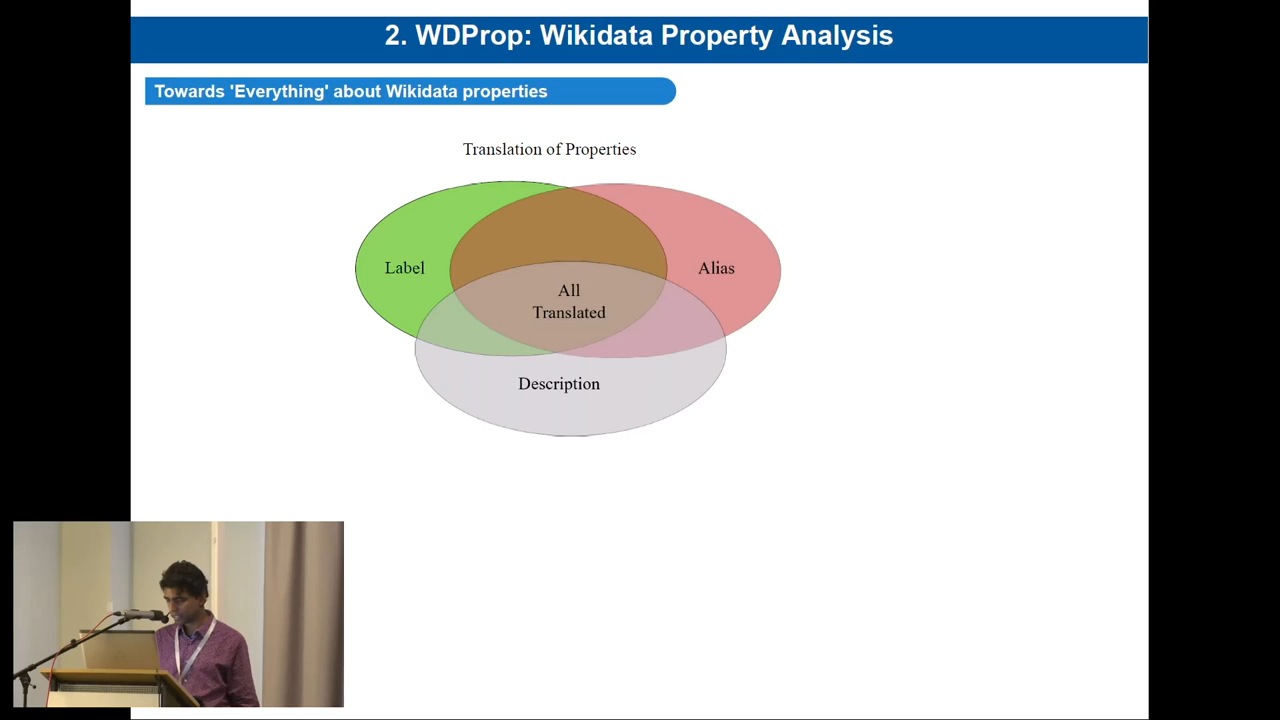 2. WDProp: Wikidata Property Analysis
Towards 'Everything' about Wikidata properties
Translation of Properties
Label
Alias
All
Translated
Description